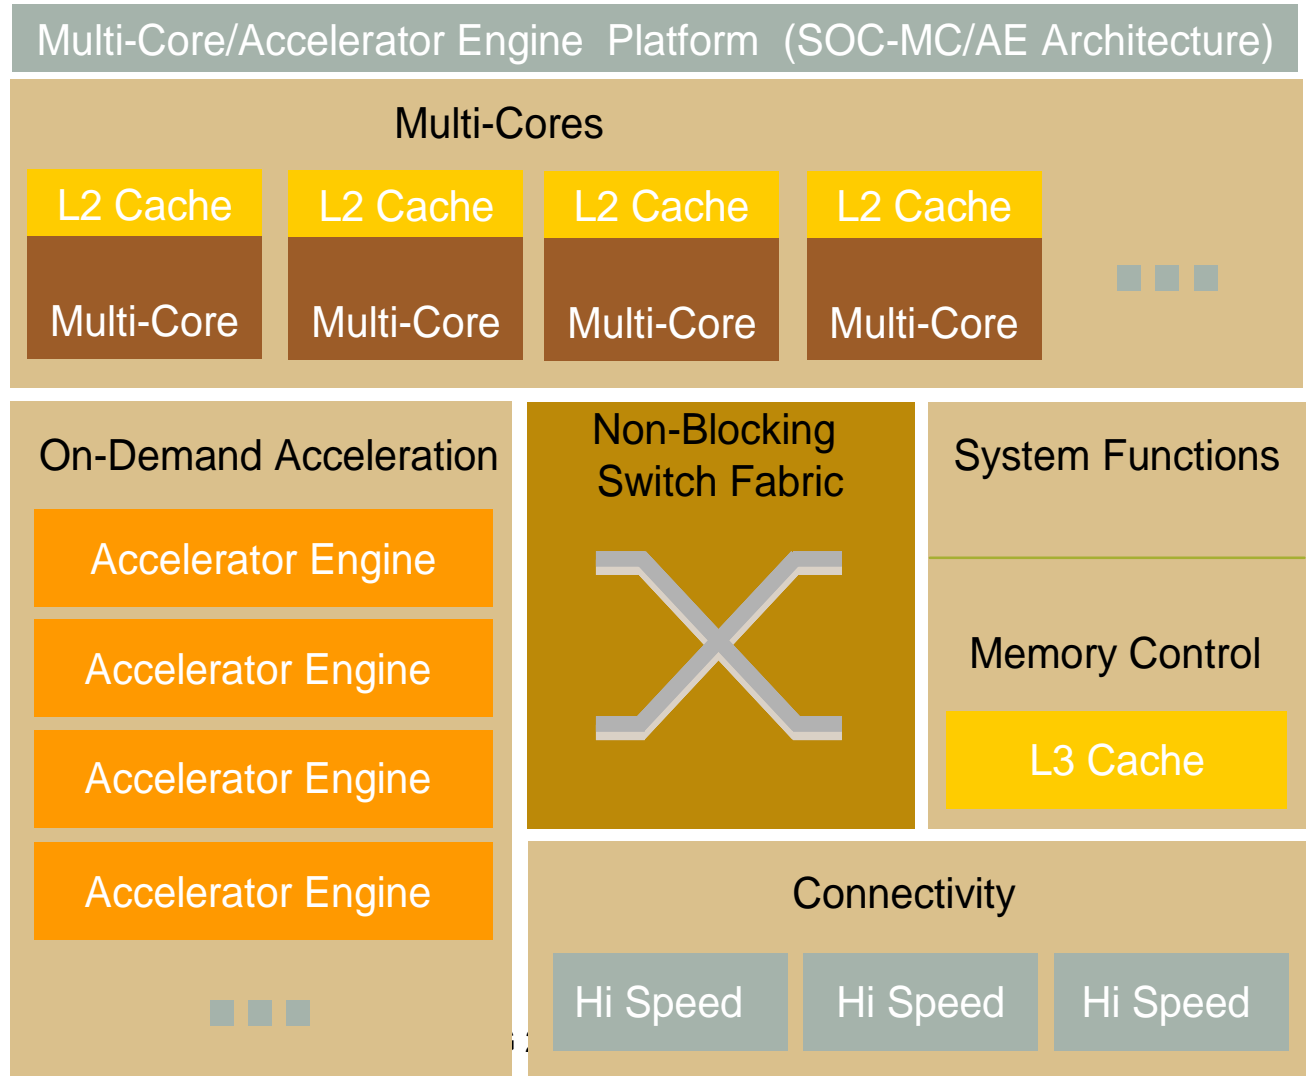 Multi-Core/Accelerator Engine Platform (SOC-MC/AE Architecture)
Multi-Cores
L2 Cache
L2 Cache
L2 Cache
L2 Cache
Multi-Core
Multi-Core
Multi-Core
Multi-Core
On-Demand Acceleration
Accelerator Engine
Accelerator Engine
Accelerator Engine
Accelerator Engine
Non-Blocking
Switch Fabric
System Functions
Memory Control
L3 Cache
Connectivity
Hi Speed
Hi Speed
Hi Speed